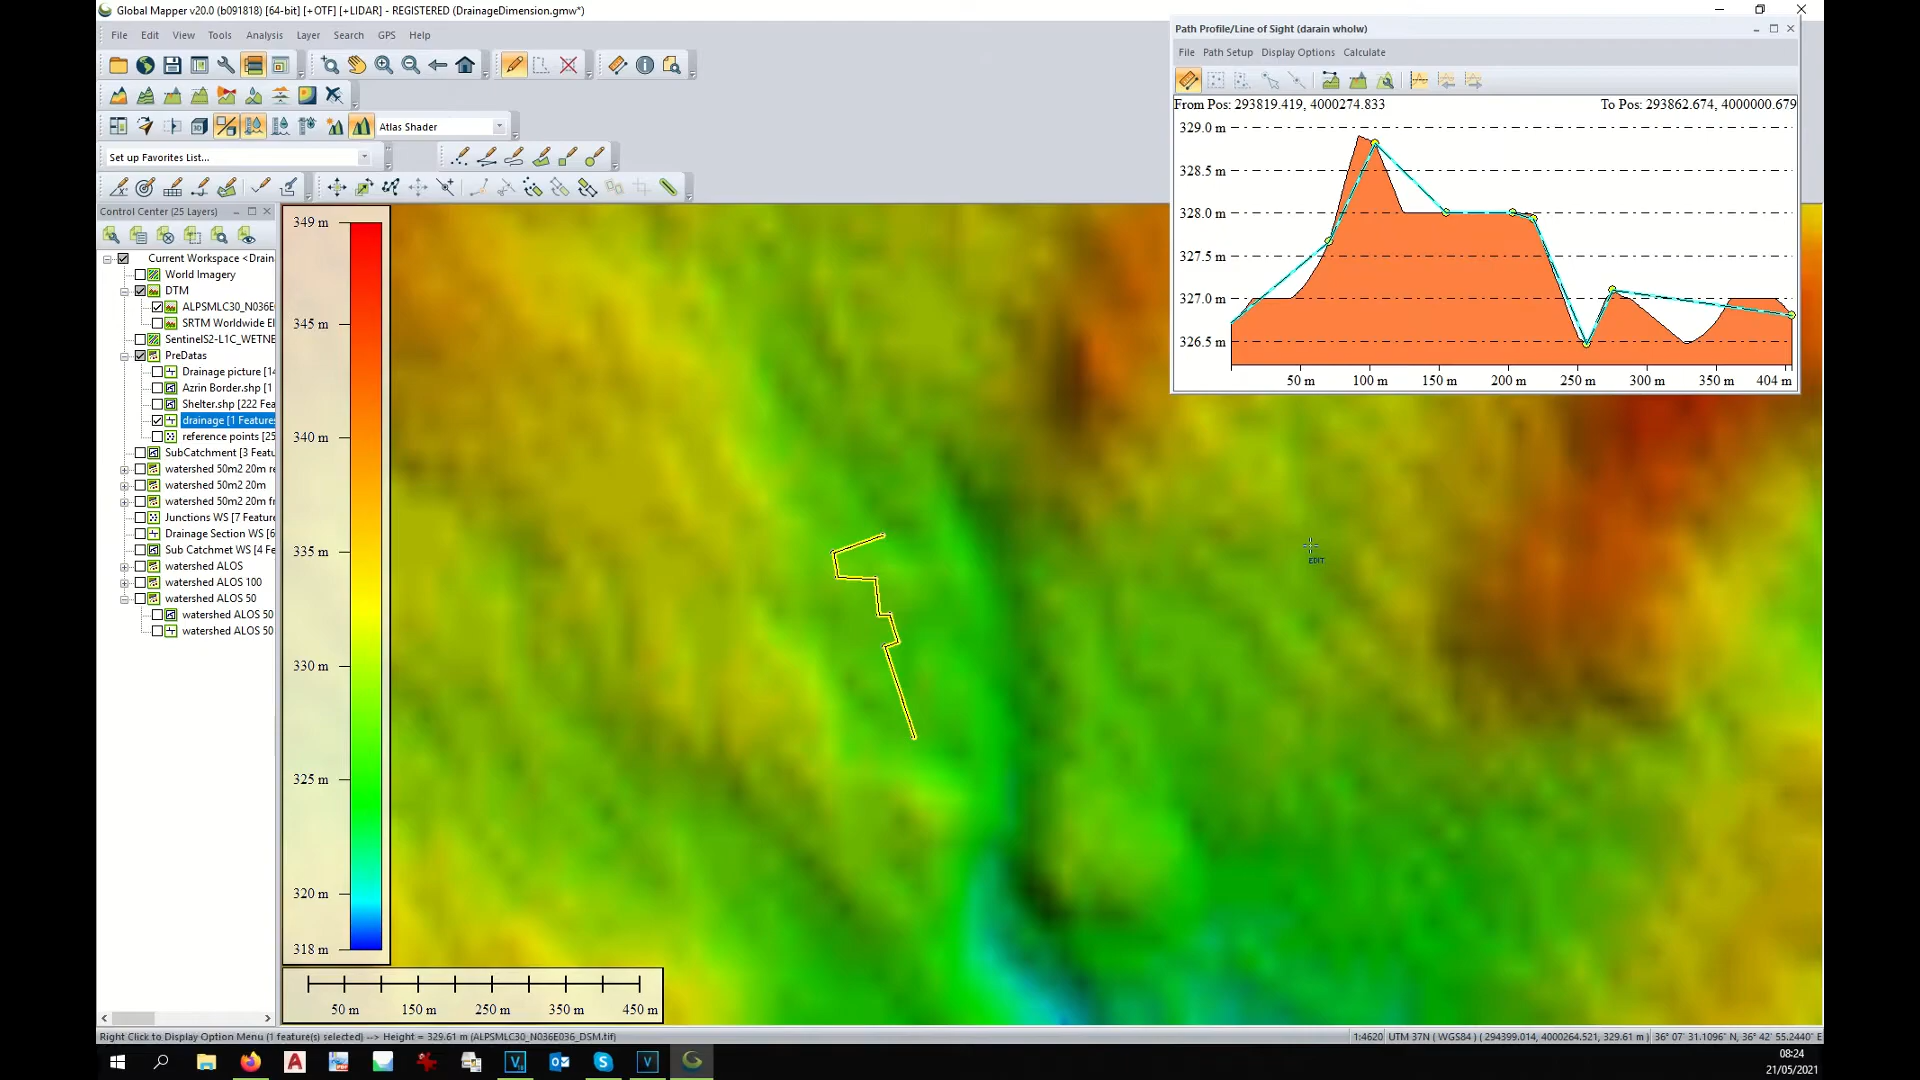 Global Mapper v20.0 (b091818) [64-bit] [+OTF] [+LIDAR] - REGISTERED (DrainageDimension.gmw*)
File Edit View Tools Analysis Layer Search GPS Help
Atlas Shader
Set up Favorites List...
Control Center (25 Layers)
Current Workspace <Drain
World Imagery
DTM
ALPSMLC30_N036E
SRTM Worldwide El
SentinelS2-L1C_WETNE
PreDatas
Drainage picture [14
Azrin Border.shp [1
Shelter.shp [222 Fea
drainage [1 Features
reference points [25
SubCatchment [3 Featu
watershed 50m2 20m re
watershed 50m2 20m
watershed 50m2 20m fr
Junctions WS [7 Feature
Drainage Section WS [6
Sub Catchmet WS [4 Fe
watershed ALOS
watershed ALOS 100
watershed ALOS 50
watershed ALOS 50
watershed ALOS 50
349 m
345 m
340 m
335 m
330 m
325 m
320 m
318 m
50 m 150 m 250 m 350 m 450 m
EDIT
Path Profile/Line of Sight (darain wholw)
File Path Setup Display Options Calculate
From Pos: 293819.419, 4000274.833 To Pos: 293862.674, 4000000.679
329.0 m
328.5 m
328.0 m
327.5 m
327.0 m
326.5 m
50 m 100 m 150 m 200 m 250 m 300 m 350 m 404 m
Right Click to Display Option Menu (1 feature(s) selected) --> Height = 329.61 m (ALPSMLC30_N036E036_DSM.tif)
1:4620 UTM 37N ( WGS84 ) ( 294399.014, 4000264.521, 329.61 m ) 36° 07' 31.1096" N, 36° 42' 55.2440" E
08:24
21/05/2021